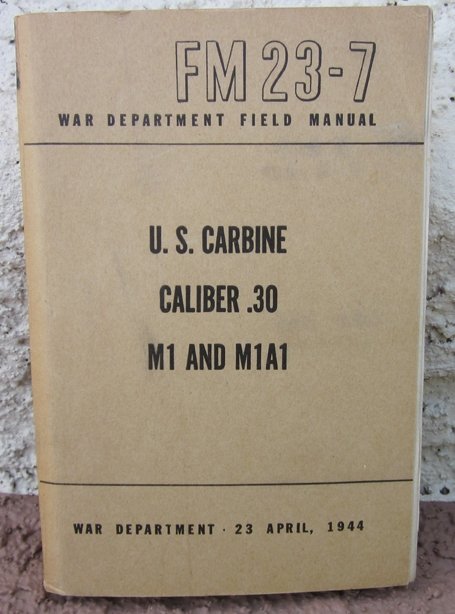 FM 23-7
WAR DEPARTMENT FIELD MANUAL
U. S. CARBINE
CALIBER .30
M1 AND M1A1
WAR DEPARTMENT · 23 APRIL, 1944